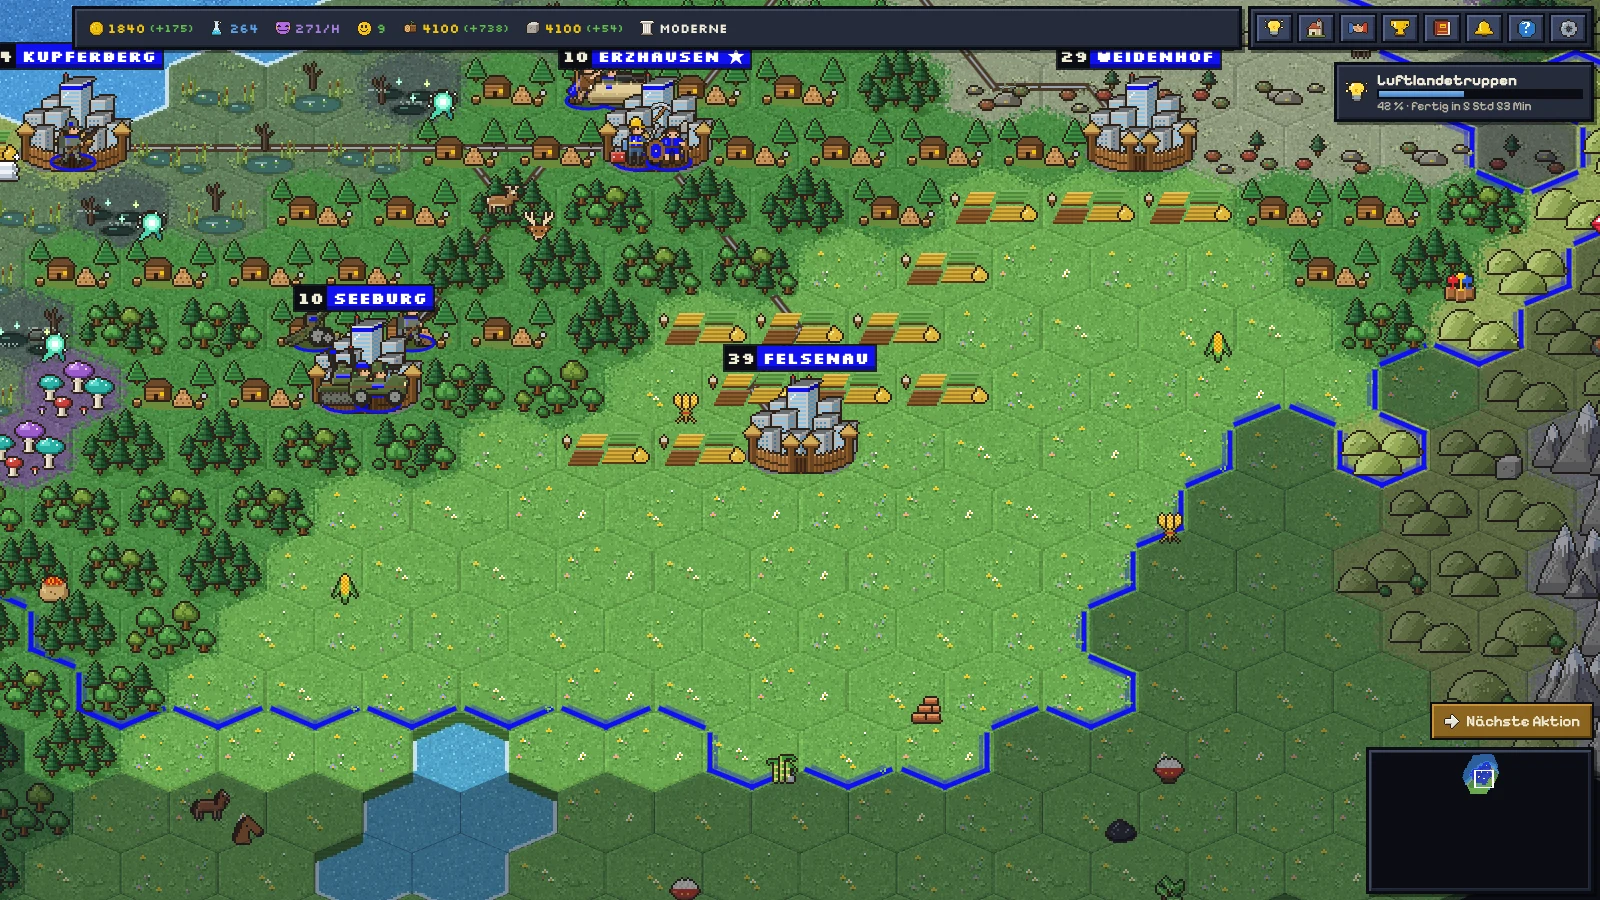 1840 (+175) 264 271/H 9 4100 (+738) 4100 (+54) MODERNE
4 KUPFERBERG
10 ERZHAUSEN ★
29 WEIDENHOF
Luftlandetruppen
42 % · Fertig in 8 Std 53 Min
10 SEEBURG
39 FELSENAU
Nächste Aktion